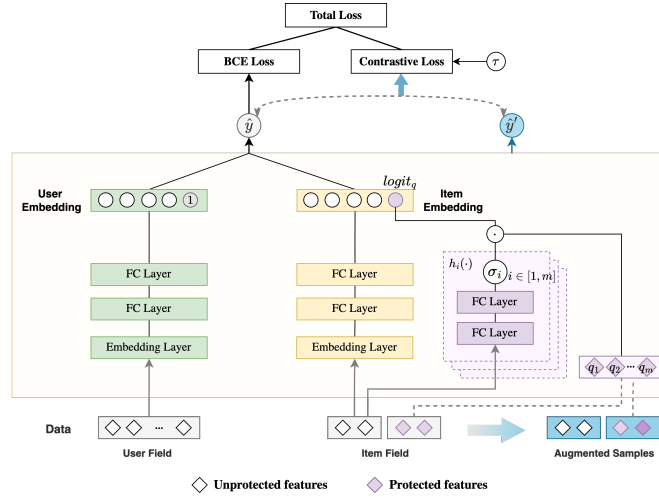 Total Loss
BCE Loss
Contrastive Loss
τ
ŷ
ŷ′
logit_q
User
Embedding
1
Item
Embedding
·
h_i(·)
σ_i
i ∈ [1, m]
FC Layer
FC Layer
FC Layer
FC Layer
FC Layer
FC Layer
Embedding Layer
Embedding Layer
q_1 q_2 ··· q_m
Data
...
User Field
Item Field
Augmented Samples
Unprotected features
Protected features